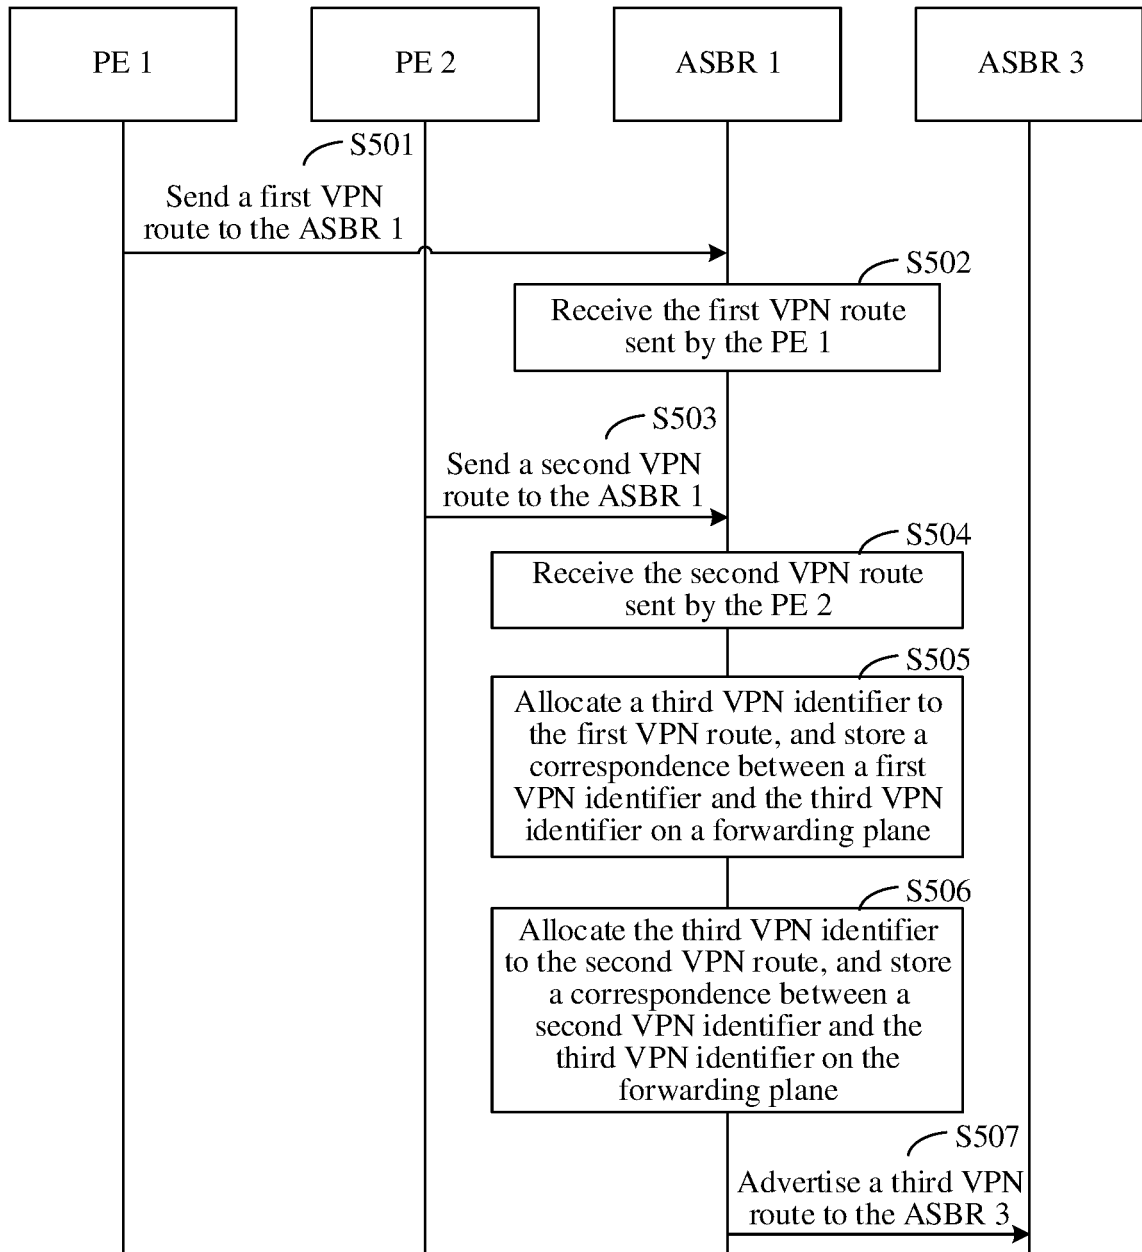 PE 1
PE 2
ASBR 1
ASBR 3
S501
Send a first VPN
route to the ASBR 1
S502
Receive the first VPN route
sent by the PE 1
S503
Send a second VPN
route to the ASBR 1
S504
Receive the second VPN route
sent by the PE 2
S505
Allocate a third VPN identifier to
the first VPN route, and store a
correspondence between a first
VPN identifier and the third VPN
identifier on a forwarding plane
S506
Allocate the third VPN identifier
to the second VPN route, and store
a correspondence between a
second VPN identifier and the
third VPN identifier on the
forwarding plane
S507
Advertise a third VPN
route to the ASBR 3